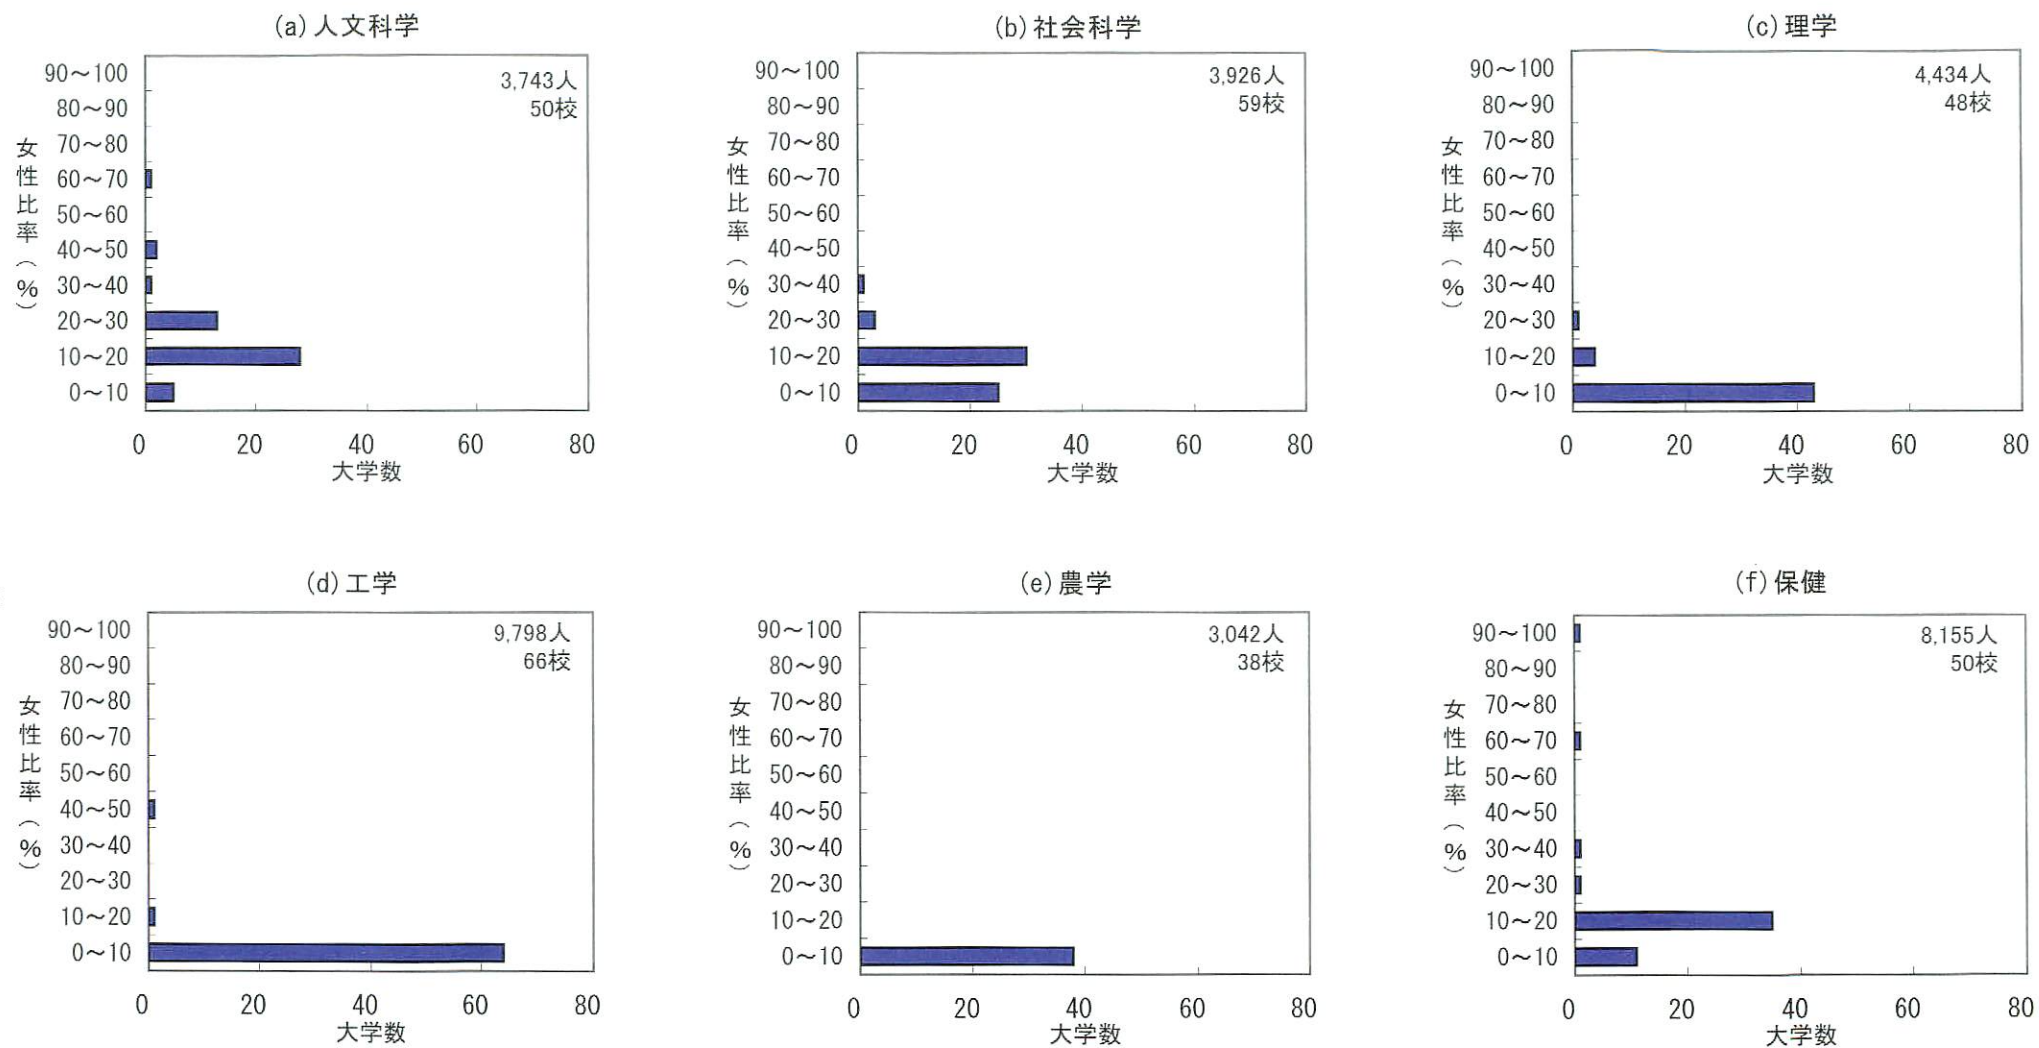 (a)人文科学
3,743人
50校
女性比率(%)
90～100
80～90
70～80
60～70
50～60
40～50
30～40
20～30
10～20
0～10
0 20 40 60 80
大学数
(b)社会科学
3,926人
59校
女性比率(%)
90～100
80～90
70～80
60～70
50～60
40～50
30～40
20～30
10～20
0～10
0 20 40 60 80
大学数
(c)理学
4,434人
48校
女性比率(%)
90～100
80～90
70～80
60～70
50～60
40～50
30～40
20～30
10～20
0～10
0 20 40 60 80
大学数
(d)工学
9,798人
66校
女性比率(%)
90～100
80～90
70～80
60～70
50～60
40～50
30～40
20～30
10～20
0～10
0 20 40 60 80
大学数
(e)農学
3,042人
38校
女性比率(%)
90～100
80～90
70～80
60～70
50～60
40～50
30～40
20～30
10～20
0～10
0 20 40 60 80
大学数
(f)保健
8,155人
50校
女性比率(%)
90～100
80～90
70～80
60～70
50～60
40～50
30～40
20～30
10～20
0～10
0 20 40 60 80
大学数